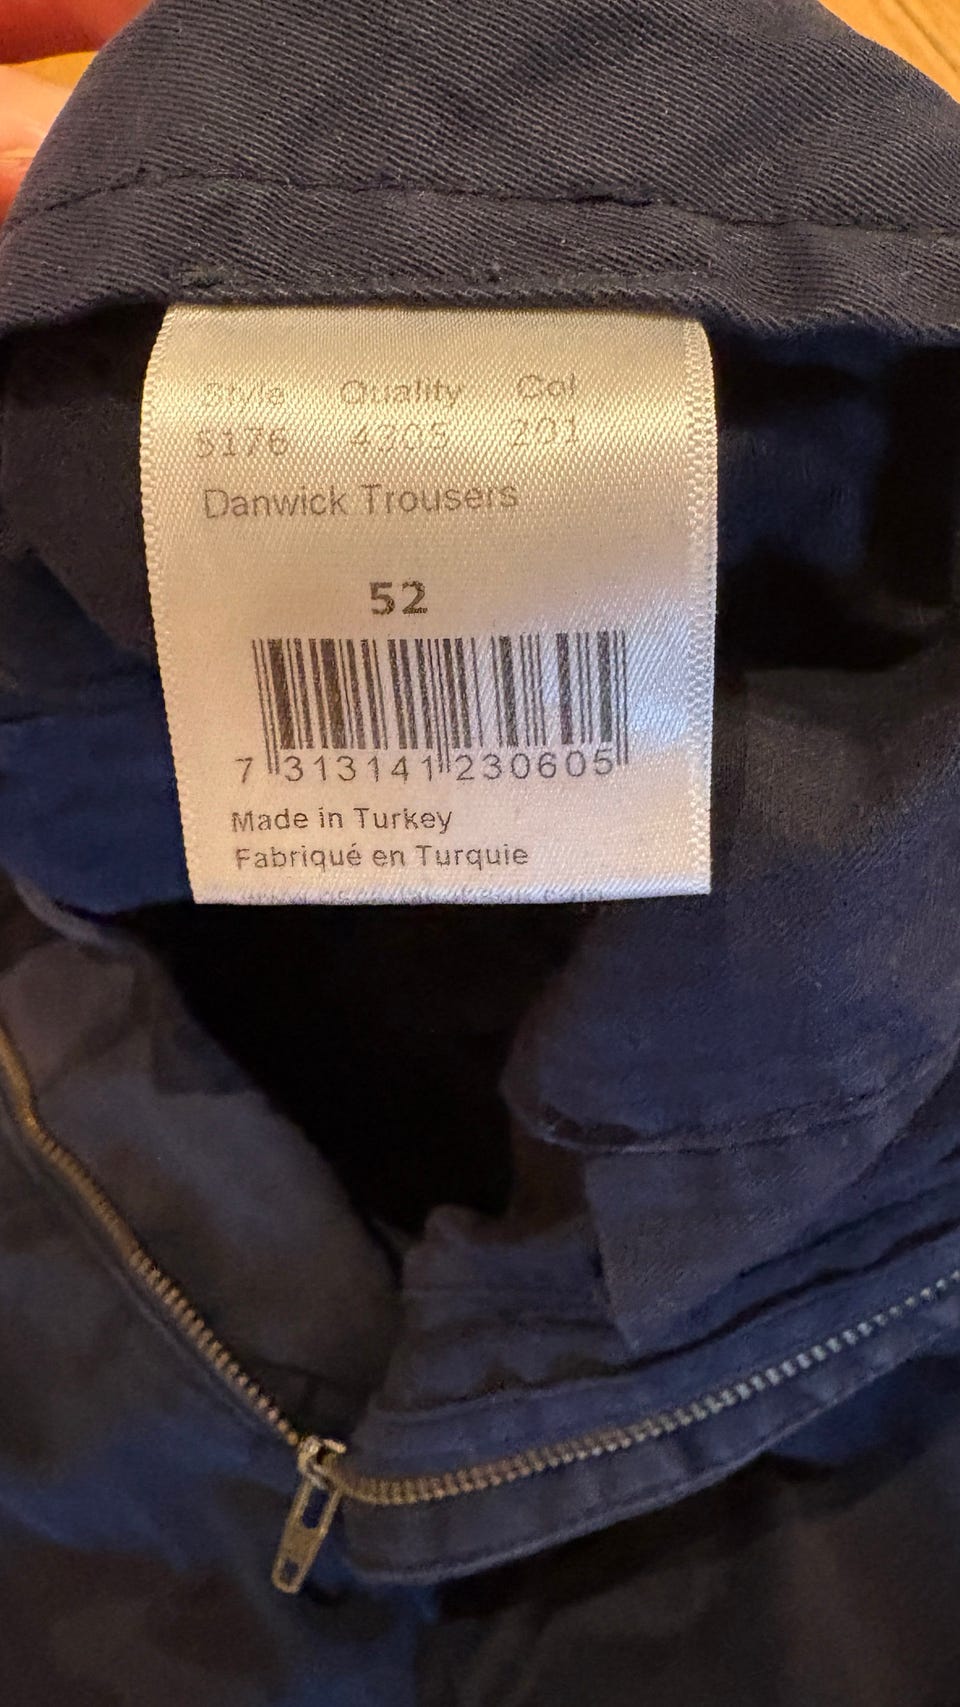 Style Quality Col
5176 4305 201
Danwick Trousers
52
7 313141 230605
Made in Turkey
Fabriqué en Turquie